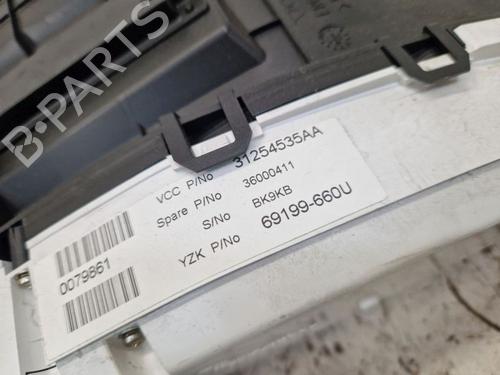 B-PARTS
VCC P/No 31254535AA
Spare P/No 36000411
S/No BK9KB
YZK P/No 69199-660U
0079861